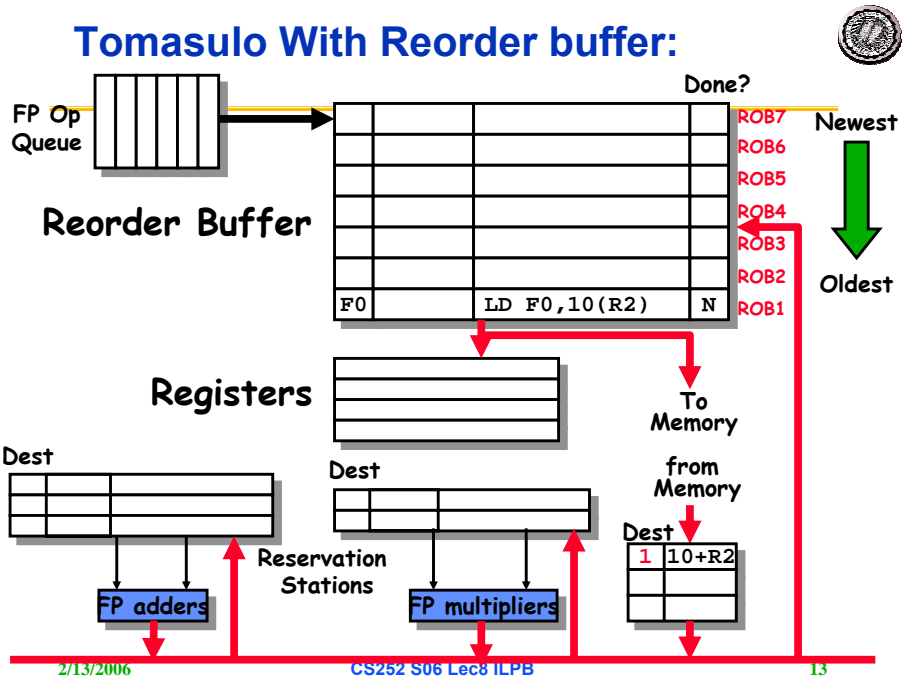 Tomasulo With Reorder buffer:
Done?
FP Op
Queue
ROB7
Newest
ROB6
ROB5
Reorder Buffer
ROB4
ROB3
ROB2
Oldest
F0 LD F0,10(R2) N ROB1
Registers
To
Memory
Dest
Dest
from
Memory
Dest
1 10+R2
Reservation
Stations
FP adders
FP multipliers
2/13/2006 CS252 S06 Lec8 ILPB 13